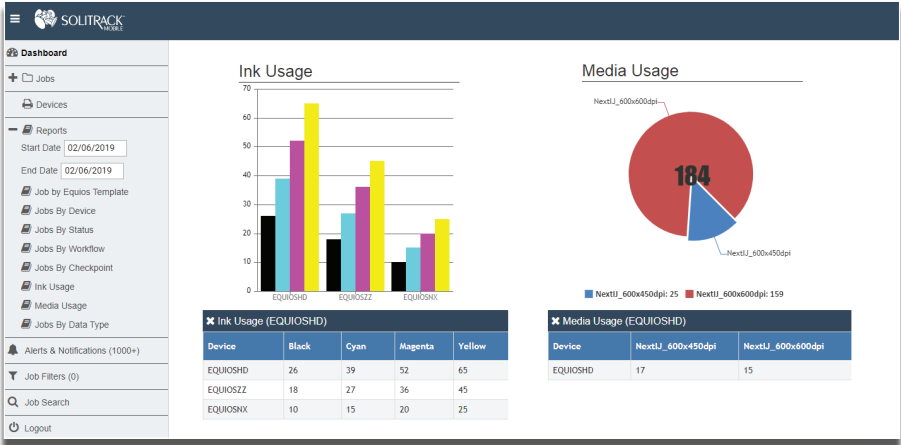 SOLITRACK
MOBILE
Dashboard
Jobs
Devices
Reports
Start Date 02/06/2019
End Date 02/06/2019
Job by Equios Template
Jobs By Device
Jobs By Status
Jobs By Workflow
Jobs By Checkpoint
Ink Usage
Media Usage
Jobs By Data Type
Alerts & Notifications (1000+)
Job Filters (0)
Job Search
Logout
Ink Usage
70
60
50
40
30
20
10
0
EQUIOSHD EQUIOSZZ EQUIOSNX
Ink Usage (EQUIOSHD)
Device Black Cyan Magenta Yellow
EQUIOSHD 26 39 52 65
EQUIOSZZ 18 27 36 45
EQUIOSNX 10 15 20 25
Media Usage
NextIJ_600x600dpi
184
NextIJ_600x450dpi
NextIJ_600x450dpi: 25 NextIJ_600x600dpi: 159
Media Usage (EQUIOSHD)
Device NextIJ_600x450dpi NextIJ_600x600dpi
EQUIOSHD 17 15